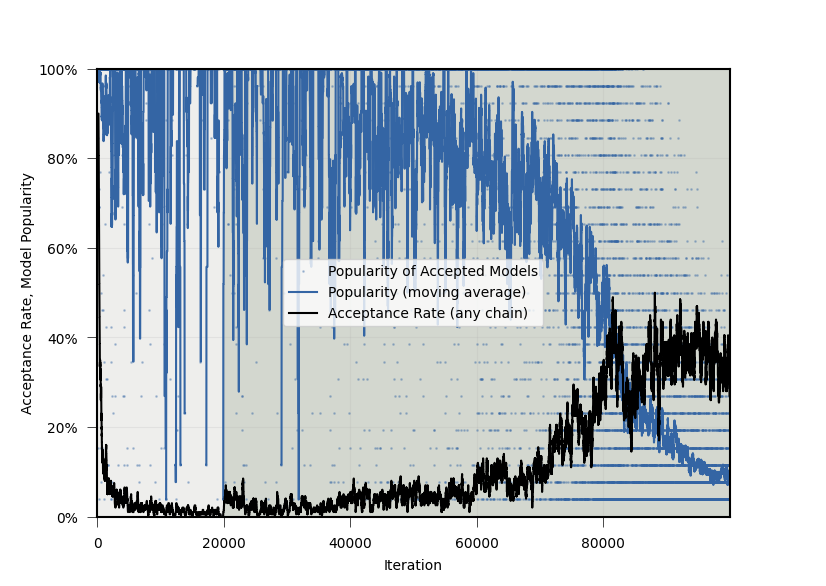 100%
80%
60%
40%
20%
0%
Acceptance Rate, Model Popularity
Popularity of Accepted Models
Popularity (moving average)
Acceptance Rate (any chain)
0 20000 40000 60000 80000
Iteration